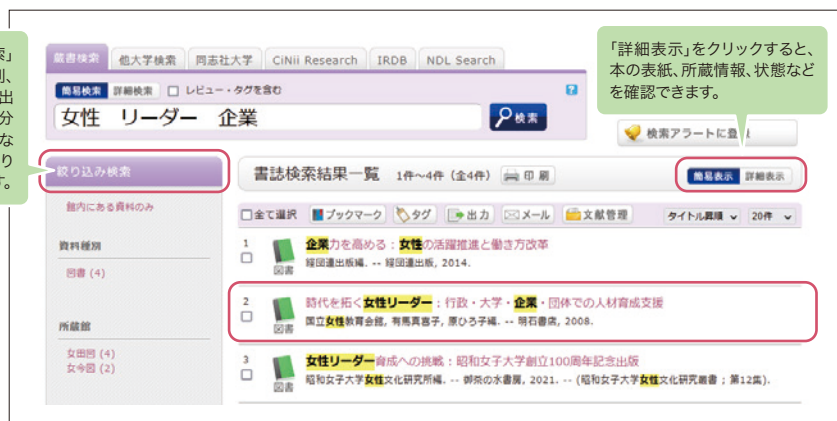 索」
別、
出
分
な
り
す。
「詳細表示」をクリックすると、
本の表紙、所蔵情報、状態など
を確認できます。
蔵書検索 他大学検索 同志社大学 CiNii Research IRDB NDL Search
簡易検索 詳細検索 レビュー・タグを含む
女性 リーダー 企業 検索
検索アラートに登
絞り込み検索
館内にある資料のみ
資料種別
図書 (4)
所蔵館
女田図 (4)
女今図 (2)
書誌検索結果一覧 1件~4件 (全4件) 印刷 簡易表示 詳細表示
全て選択 ブックマーク タグ 出力 メール 文献管理 タイトル昇順 20件
1 企業力を高める : 女性の活躍推進と働き方改革
図書 経団連出版編. -- 経団連出版, 2014.
2 時代を拓く女性リーダー : 行政・大学・企業・団体での人材育成支援
図書 国立女性教育会館, 有馬真喜子, 原ひろ子編. -- 明石書店, 2008.
3 女性リーダー育成への挑戦 : 昭和女子大学創立100周年記念出版
図書 昭和女子大学女性文化研究所編. -- 御茶の水書房, 2021. -- (昭和女子大学女性文化研究叢書 ; 第12集).